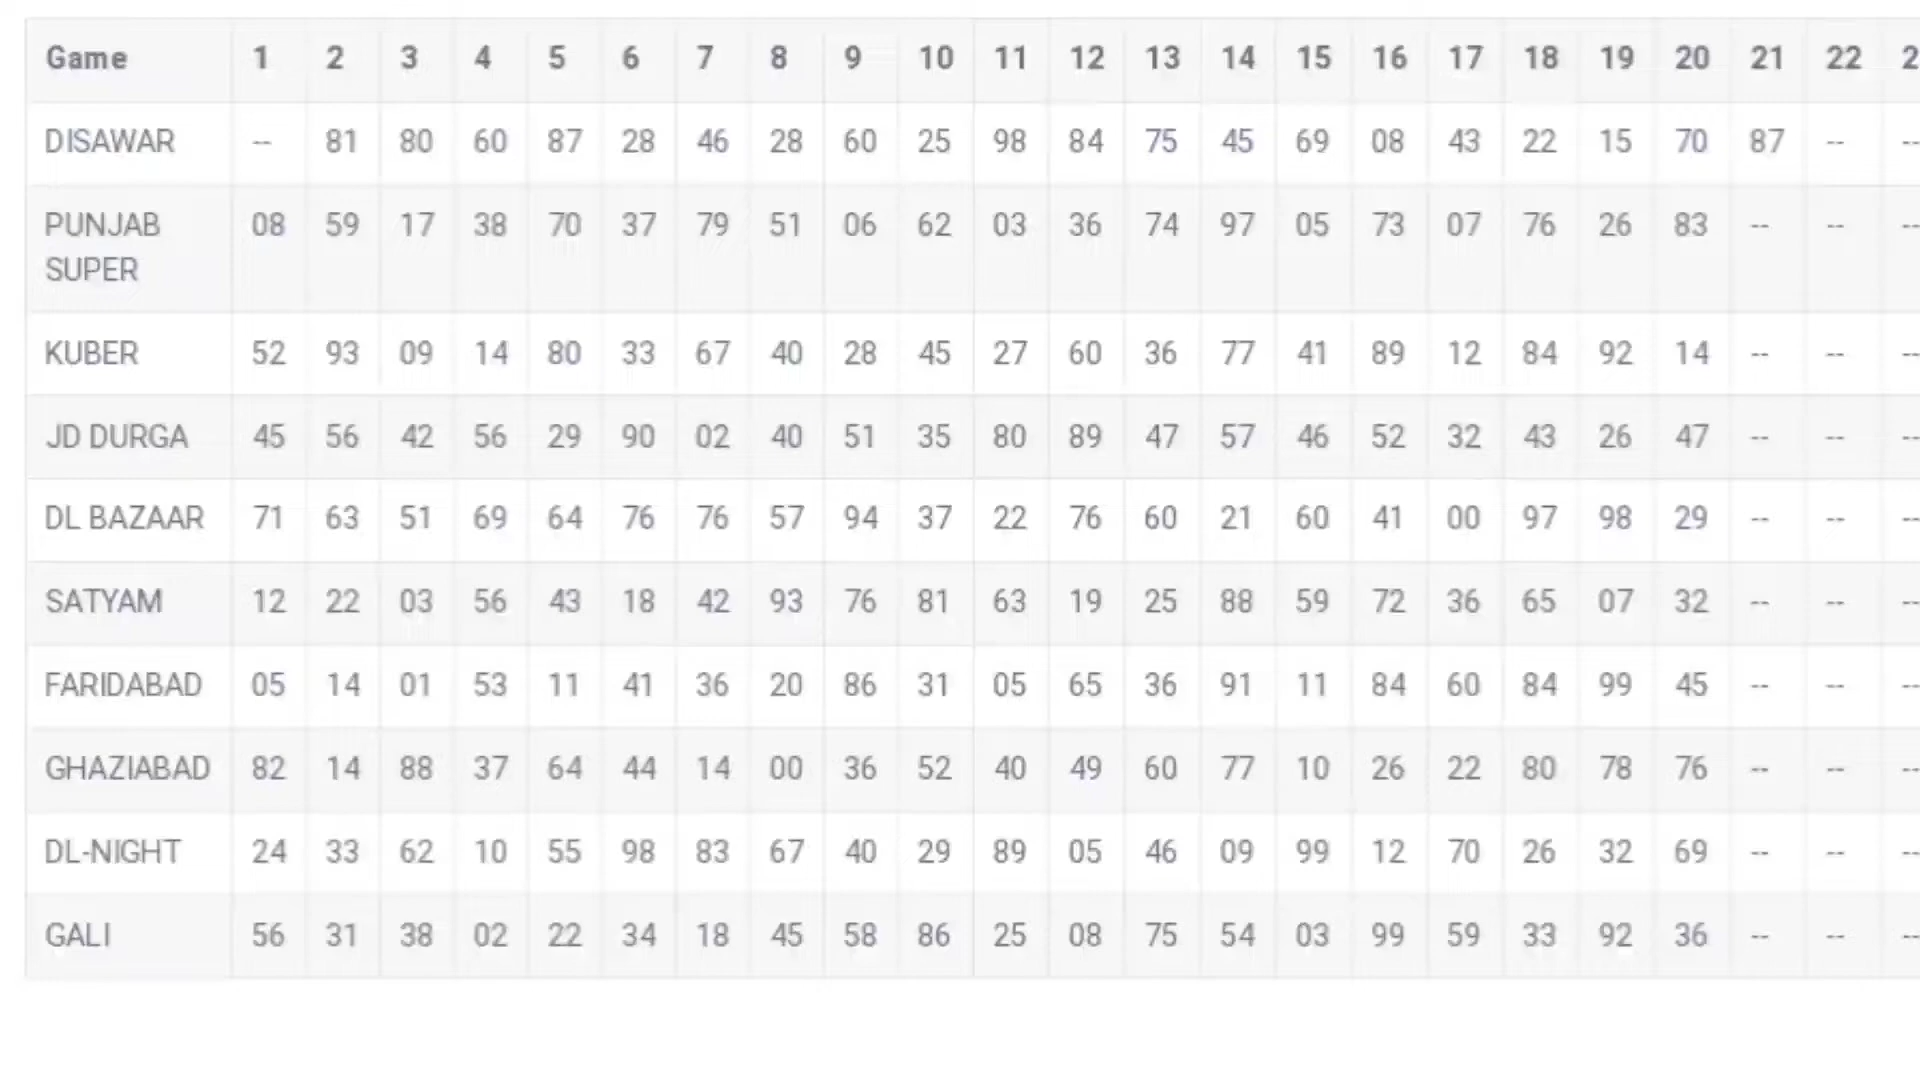 Game 1 2 3 4 5 6 7 8 9 10 11 12 13 14 15 16 17 18 19 20 21 22 2
DISAWAR -- 81 80 60 87 28 46 28 60 25 98 84 75 45 69 08 43 22 15 70 87 -- --
PUNJAB 08 59 17 38 70 37 79 51 06 62 03 36 74 97 05 73 07 76 26 83 -- -- --
SUPER
KUBER 52 93 09 14 80 33 67 40 28 45 27 60 36 77 41 89 12 84 92 14 -- -- --
JD DURGA 45 56 42 56 29 90 02 40 51 35 80 89 47 57 46 52 32 43 26 47 -- -- --
DL BAZAAR 71 63 51 69 64 76 76 57 94 37 22 76 60 21 60 41 00 97 98 29 -- -- --
SATYAM 12 22 03 56 43 18 42 93 76 81 63 19 25 88 59 72 36 65 07 32 -- -- --
FARIDABAD 05 14 01 53 11 41 36 20 86 31 05 65 36 91 11 84 60 84 99 45 -- -- --
GHAZIABAD 82 14 88 37 64 44 14 00 36 52 40 49 60 77 10 26 22 80 78 76 -- -- --
DL-NIGHT 24 33 62 10 55 98 83 67 40 29 89 05 46 09 99 12 70 26 32 69 -- -- --
GALI 56 31 38 02 22 34 18 45 58 86 25 08 75 54 03 99 59 33 92 36 -- -- --